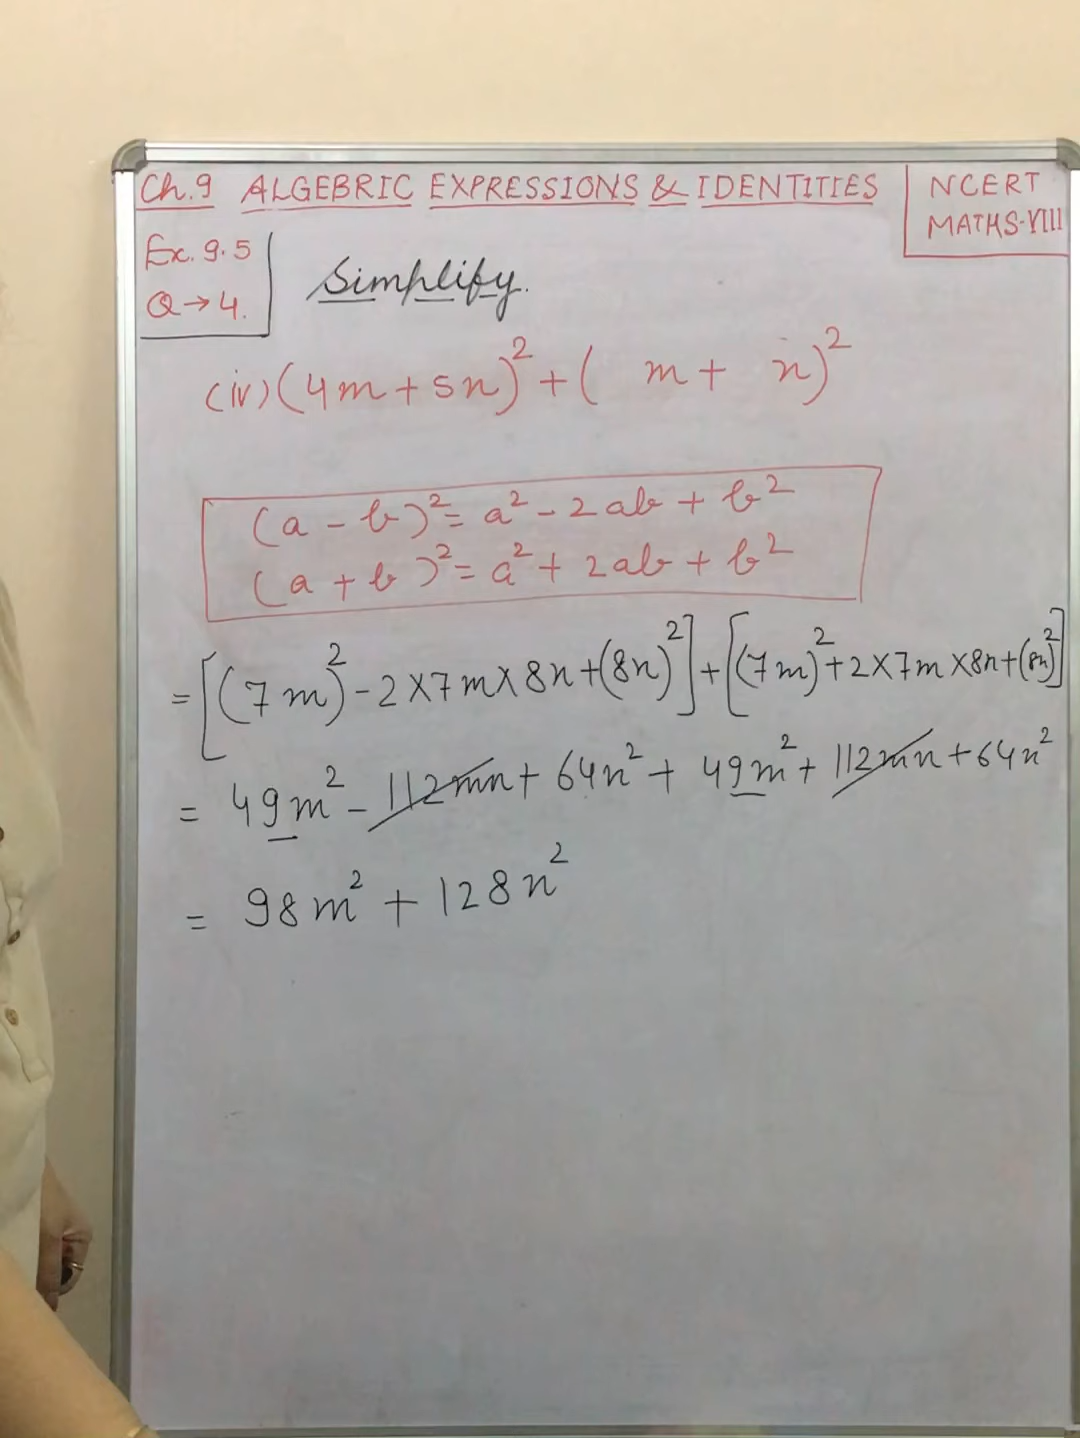 Ch.9 ALGEBRIC EXPRESSIONS & IDENTITIES
NCERT
MATHS-VIII
Ex. 9.5
Q→4.
Simplify.
(iv) (4m + 5n)² + ( m + n)²
(a - b)² = a² - 2ab + b²
(a + b)² = a² + 2ab + b²
= [(7m)² - 2×7m×8n + (8n)²] + [(7m)² + 2×7m×8n + (8n)²]
= 49m² - 112mn + 64n² + 49m² + 112mn + 64n²
= 98m² + 128n²